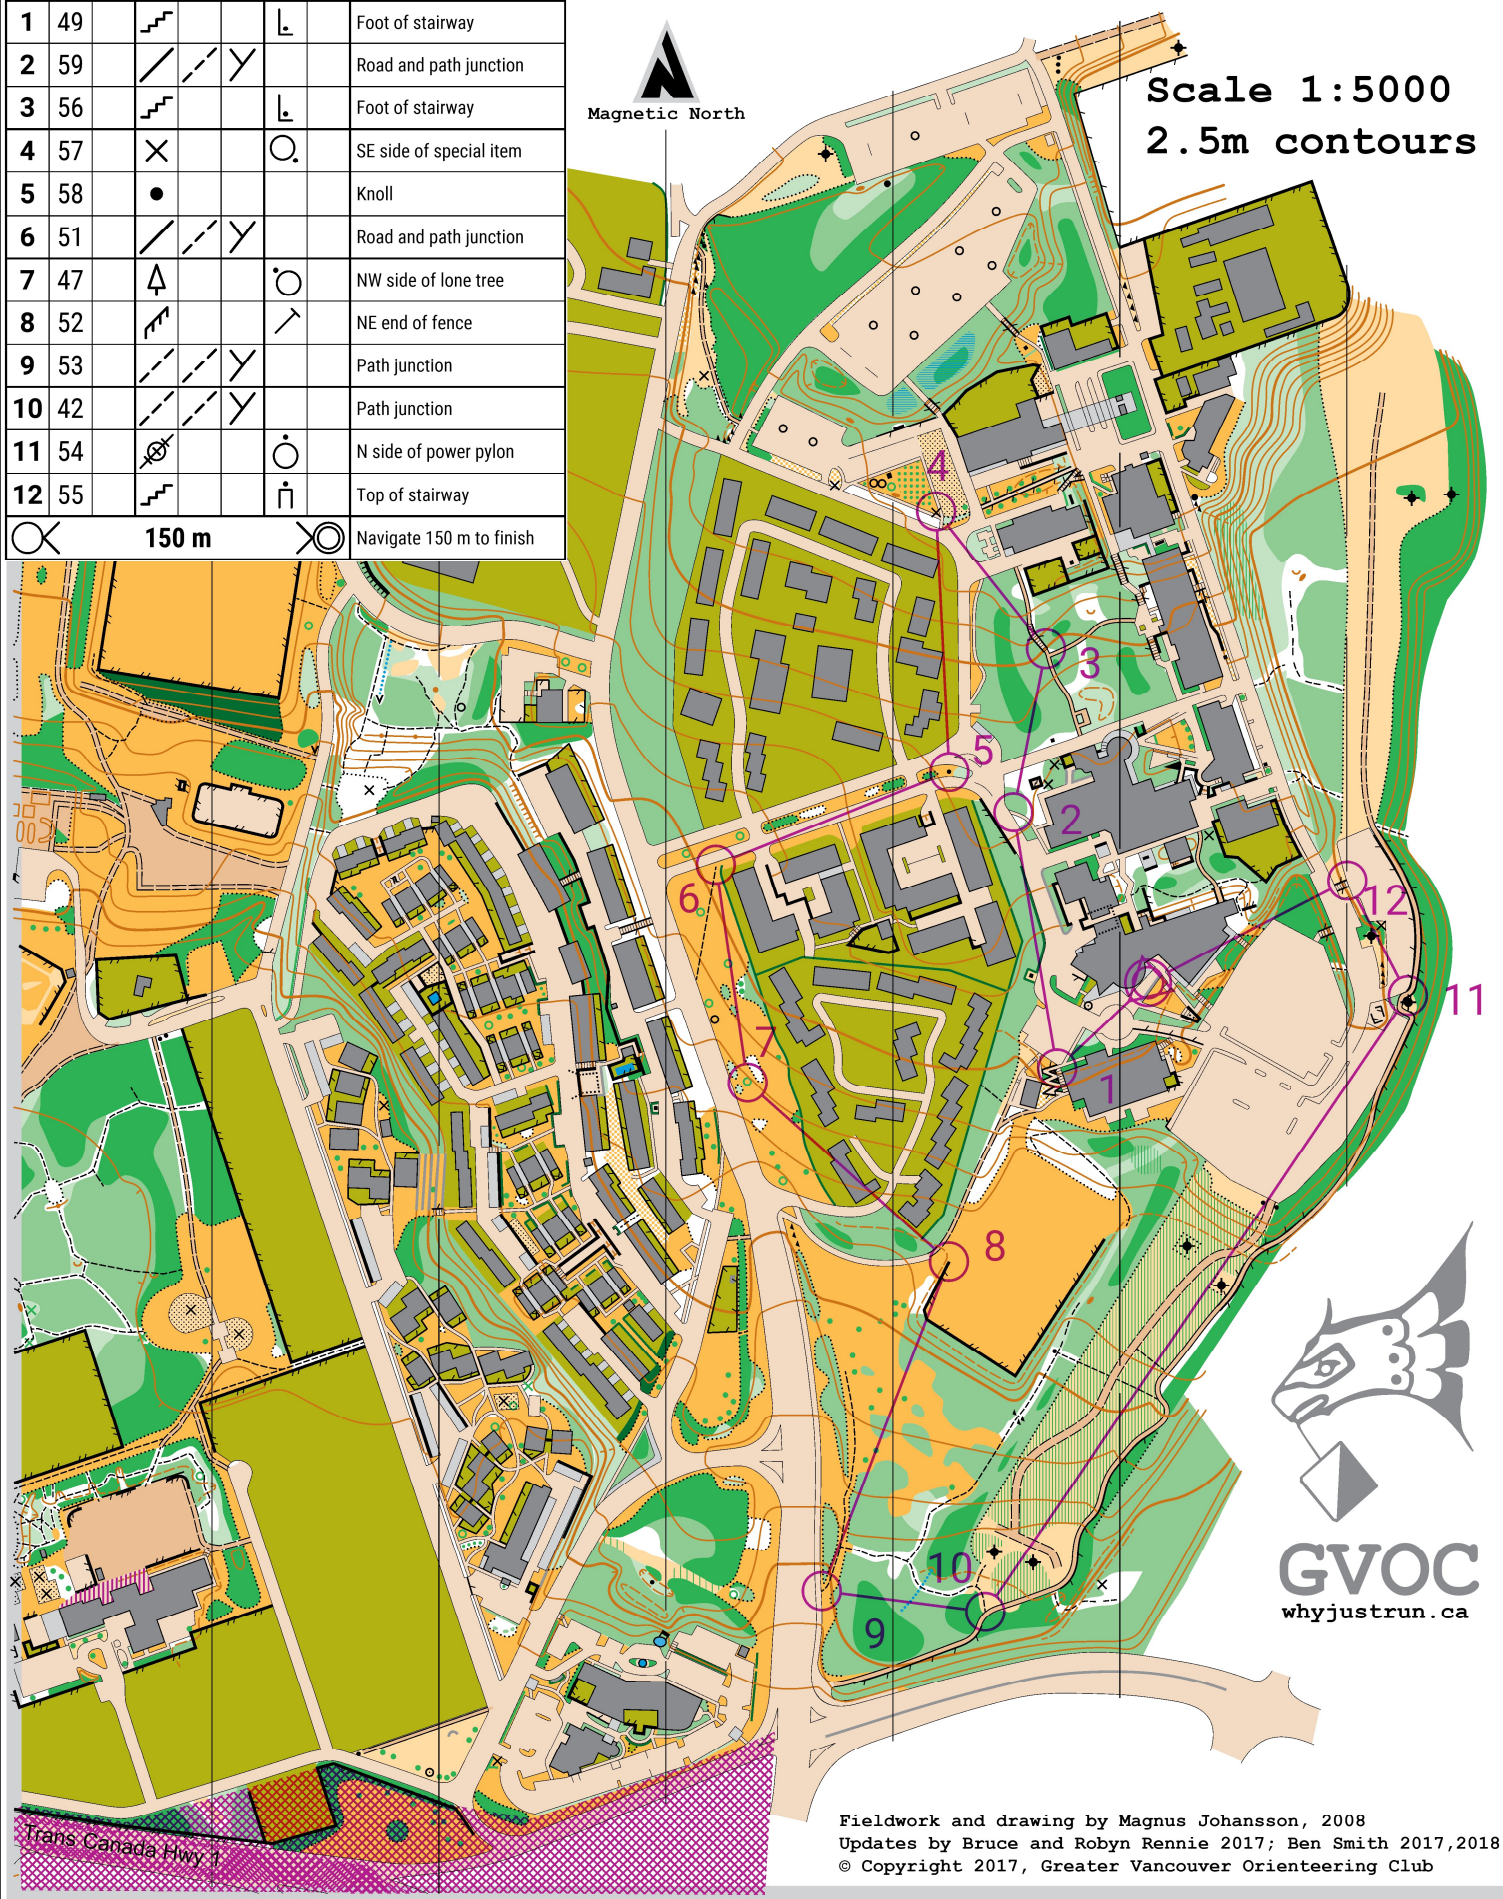 1 49 Foot of stairway
2 59 Road and path junction
3 56 Foot of stairway
4 57 SE side of special item
5 58 Knoll
6 51 Road and path junction
7 47 NW side of lone tree
8 52 NE end of fence
9 53 Path junction
10 42 Path junction
11 54 N side of power pylon
12 55 Top of stairway
150 m Navigate 150 m to finish
Magnetic North
Scale 1:5000
2.5m contours
4
3
5
2
6
12
11
7
1
8
10
9
GVOC
whyjustrun.ca
Trans Canada Hwy 1
Fieldwork and drawing by Magnus Johansson, 2008
Updates by Bruce and Robyn Rennie 2017; Ben Smith 2017,2018
© Copyright 2017, Greater Vancouver Orienteering Club